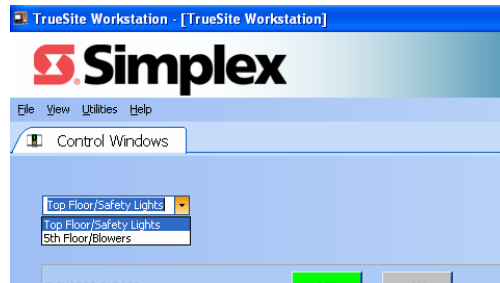 TrueSite Workstation - [TrueSite Workstation]
Simplex
File View Utilities Help
Control Windows
Top Floor/Safety Lights
Top Floor/Safety Lights
5th Floor/Blowers